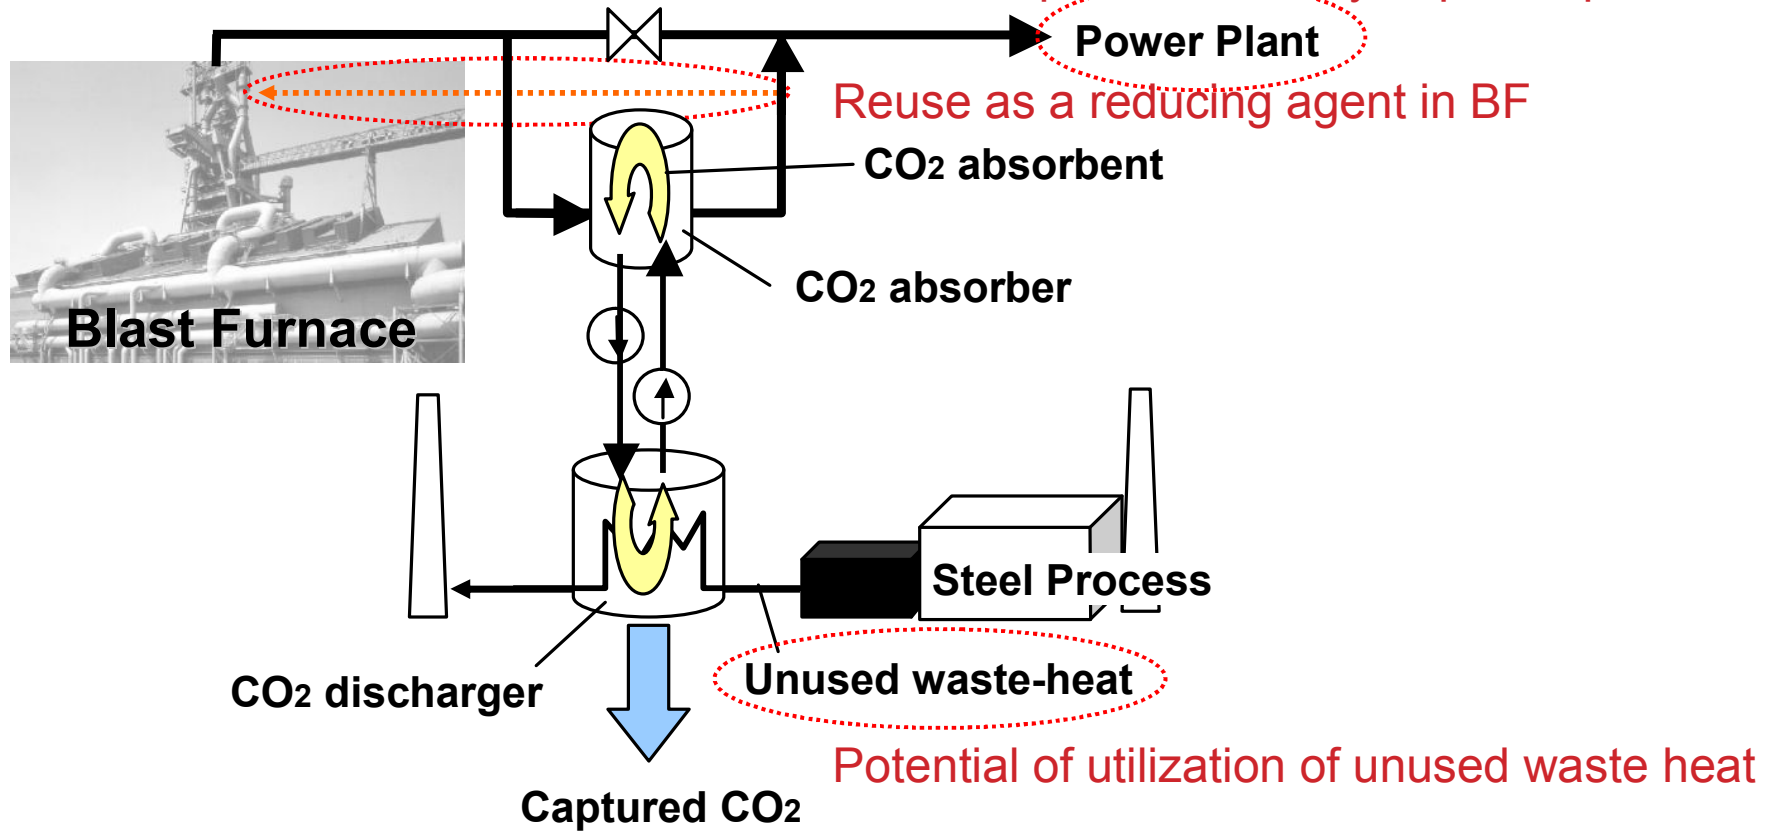 Power Plant
Reuse as a reducing agent in BF
CO2 absorbent
CO2 absorber
Blast Furnace
Steel Process
Unused waste-heat
CO2 discharger
Potential of utilization of unused waste heat
Captured CO2